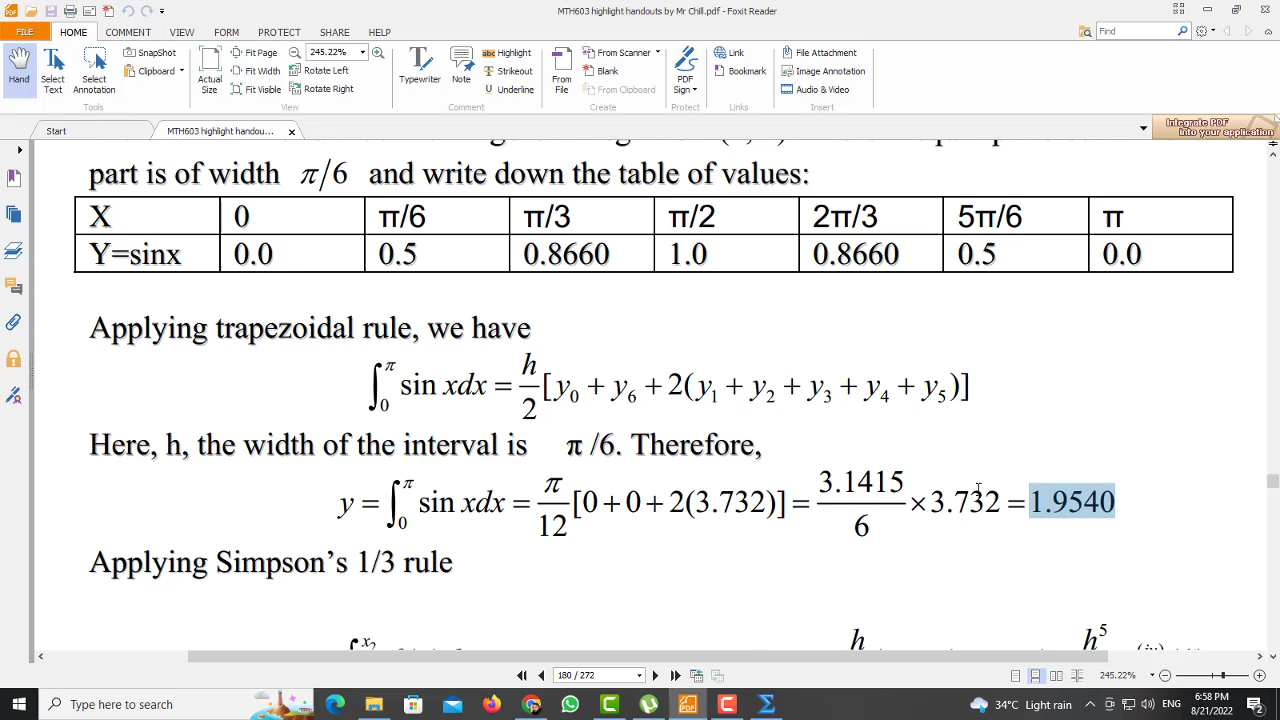 MTH603 highlight handouts by Mr Chill.pdf - Foxit Reader
FILE HOME COMMENT VIEW FORM PROTECT SHARE HELP Find
Hand Select Text Select Annotation SnapShot Clipboard Actual Size Fit Page Fit Width Fit Visible 245.22% Rotate Left Rotate Right Typewriter Note Highlight Strikeout Underline From File From Scanner Blank From Clipboard PDF Sign Link Bookmark File Attachment Image Annotation Audio & Video
Tools View Comment Create Protect Links Insert
Start MTH603 highlight handou... Integrate PDF into your application
part is of width π/6 and write down the table of values:
X 0 π/6 π/3 π/2 2π/3 5π/6 π
Y=sinx 0.0 0.5 0.8660 1.0 0.8660 0.5 0.0
Applying trapezoidal rule, we have
∫₀^π sin xdx = h/2 [ y₀ + y₆ + 2( y₁ + y₂ + y₃ + y₄ + y₅ )]
Here, h, the width of the interval is π /6. Therefore,
y = ∫₀^π sin xdx = π/12 [0 + 0 + 2(3.732)] = 3.1415/6 × 3.732 = 1.9540
Applying Simpson's 1/3 rule
180 / 272 245.22%
Type here to search 34°C Light rain ENG 6:58 PM 8/21/2022 2